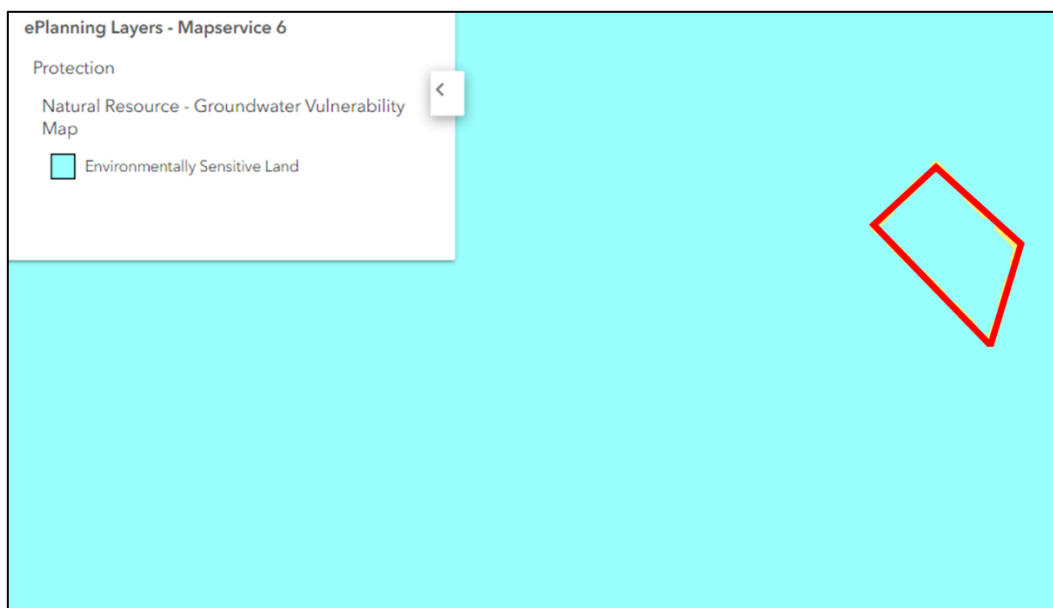 ePlanning Layers - Mapservice 6
Protection
Natural Resource - Groundwater Vulnerability
Map
Environmentally Sensitive Land